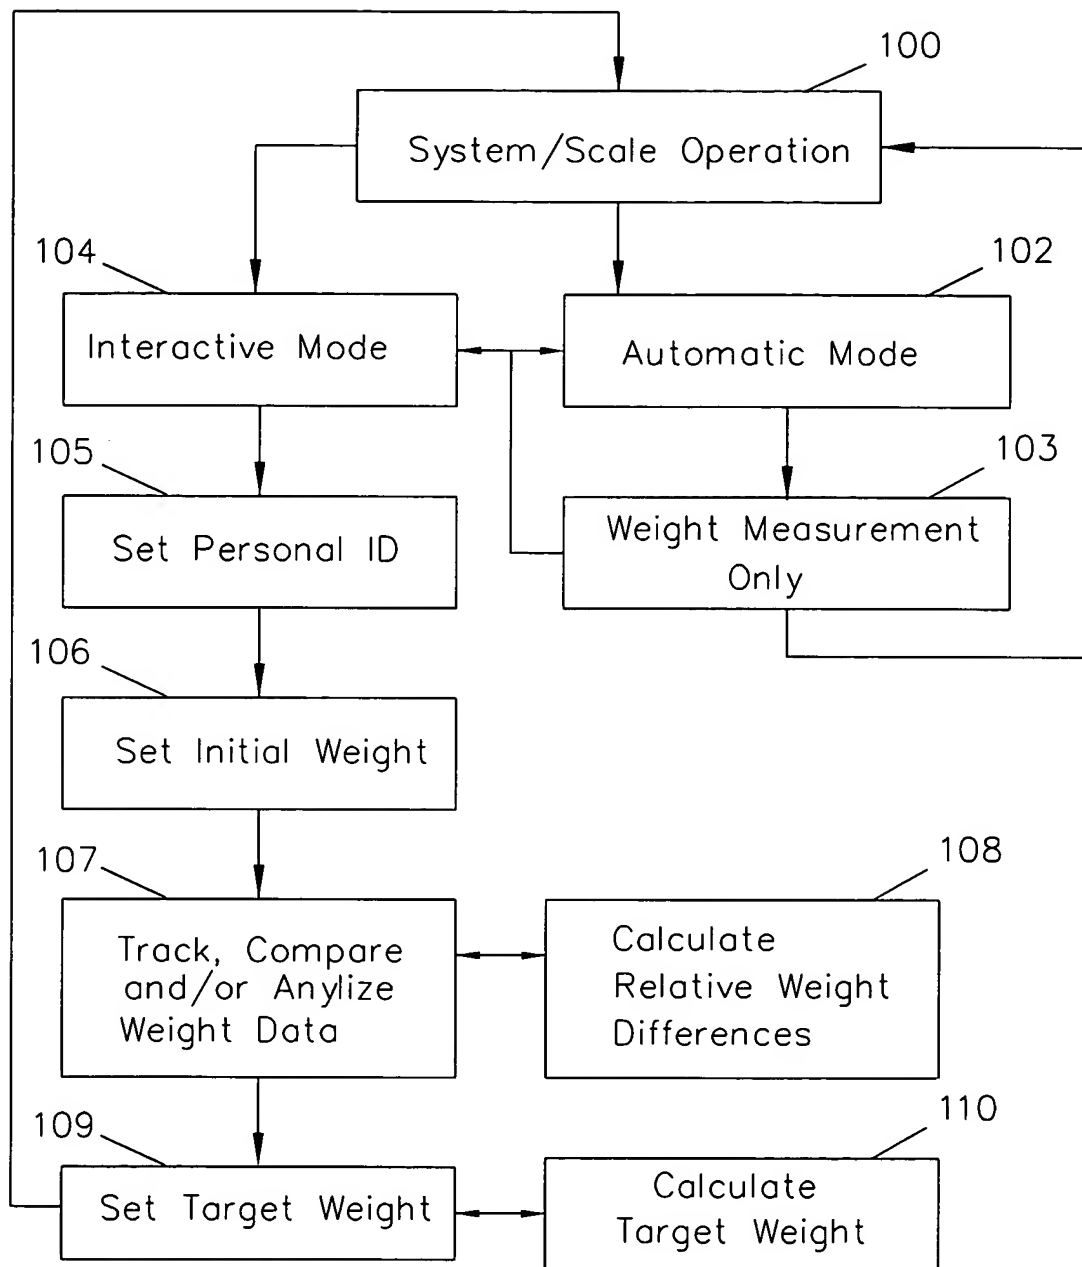 100
System/Scale Operation
104
102
Interactive Mode
Automatic Mode
105
103
Set Personal ID
Weight Measurement
Only
106
Set Initial Weight
107
108
Track, Compare
and/or Anylize
Weight Data
Calculate
Relative Weight
Differences
109
110
Set Target Weight
Calculate
Target Weight